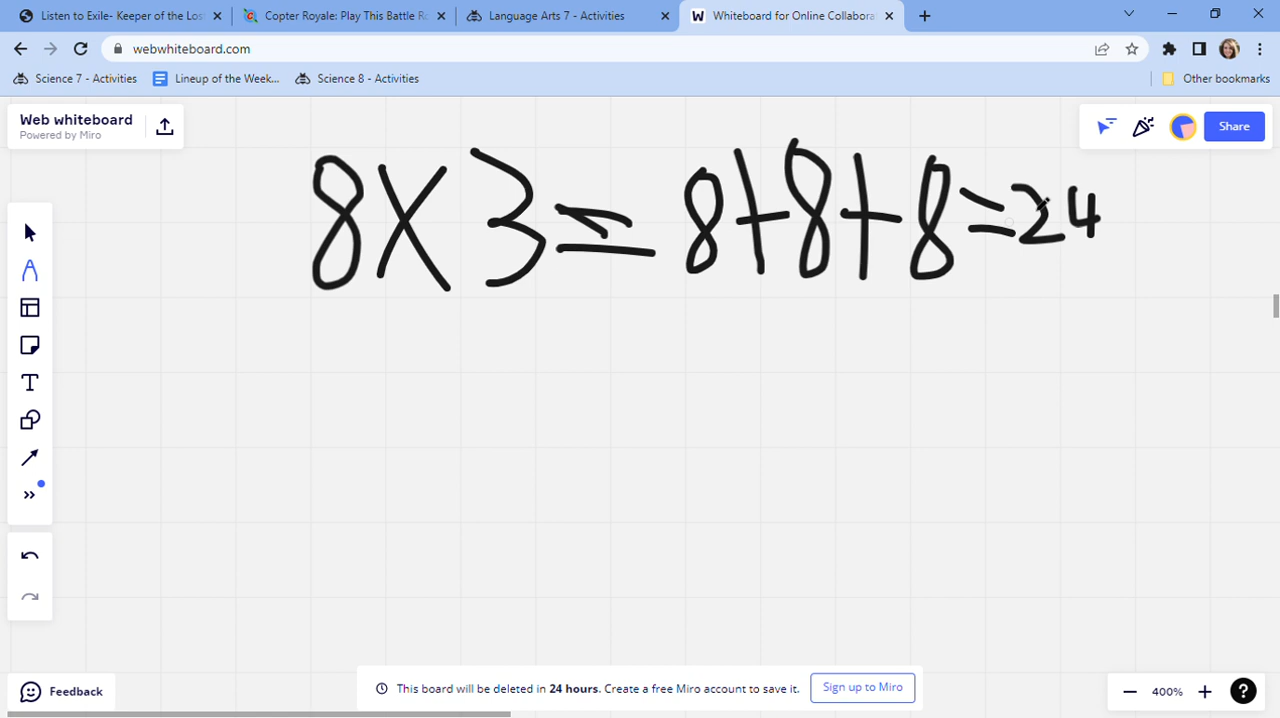 Listen to Exile- Keeper of the Los
Copter Royale: Play This Battle R
Language Arts 7 - Activities
Whiteboard for Online Collabora
webwhiteboard.com
Science 7 - Activities
Lineup of the Week...
Science 8 - Activities
Other bookmarks
Web whiteboard
Powered by Miro
Share
8X3=8+8+8=24
Feedback
This board will be deleted in 24 hours. Create a free Miro account to save it.
Sign up to Miro
400%